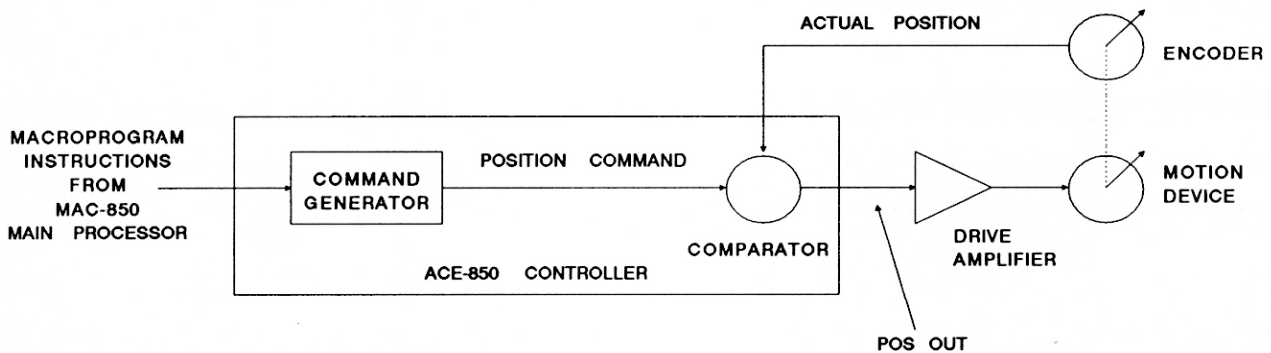 ACTUAL POSITION
ENCODER
MACROPROGRAM
INSTRUCTIONS
FROM
MAC-850
MAIN PROCESSOR
COMMAND
GENERATOR
POSITION COMMAND
COMPARATOR
ACE-850 CONTROLLER
DRIVE
AMPLIFIER
MOTION
DEVICE
POS OUT